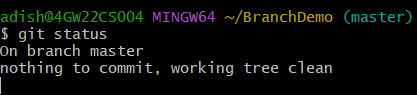 adish@4GW22CS004 MINGW64 ~/BranchDemo (master)
$ git status
On branch master
nothing to commit, working tree clean